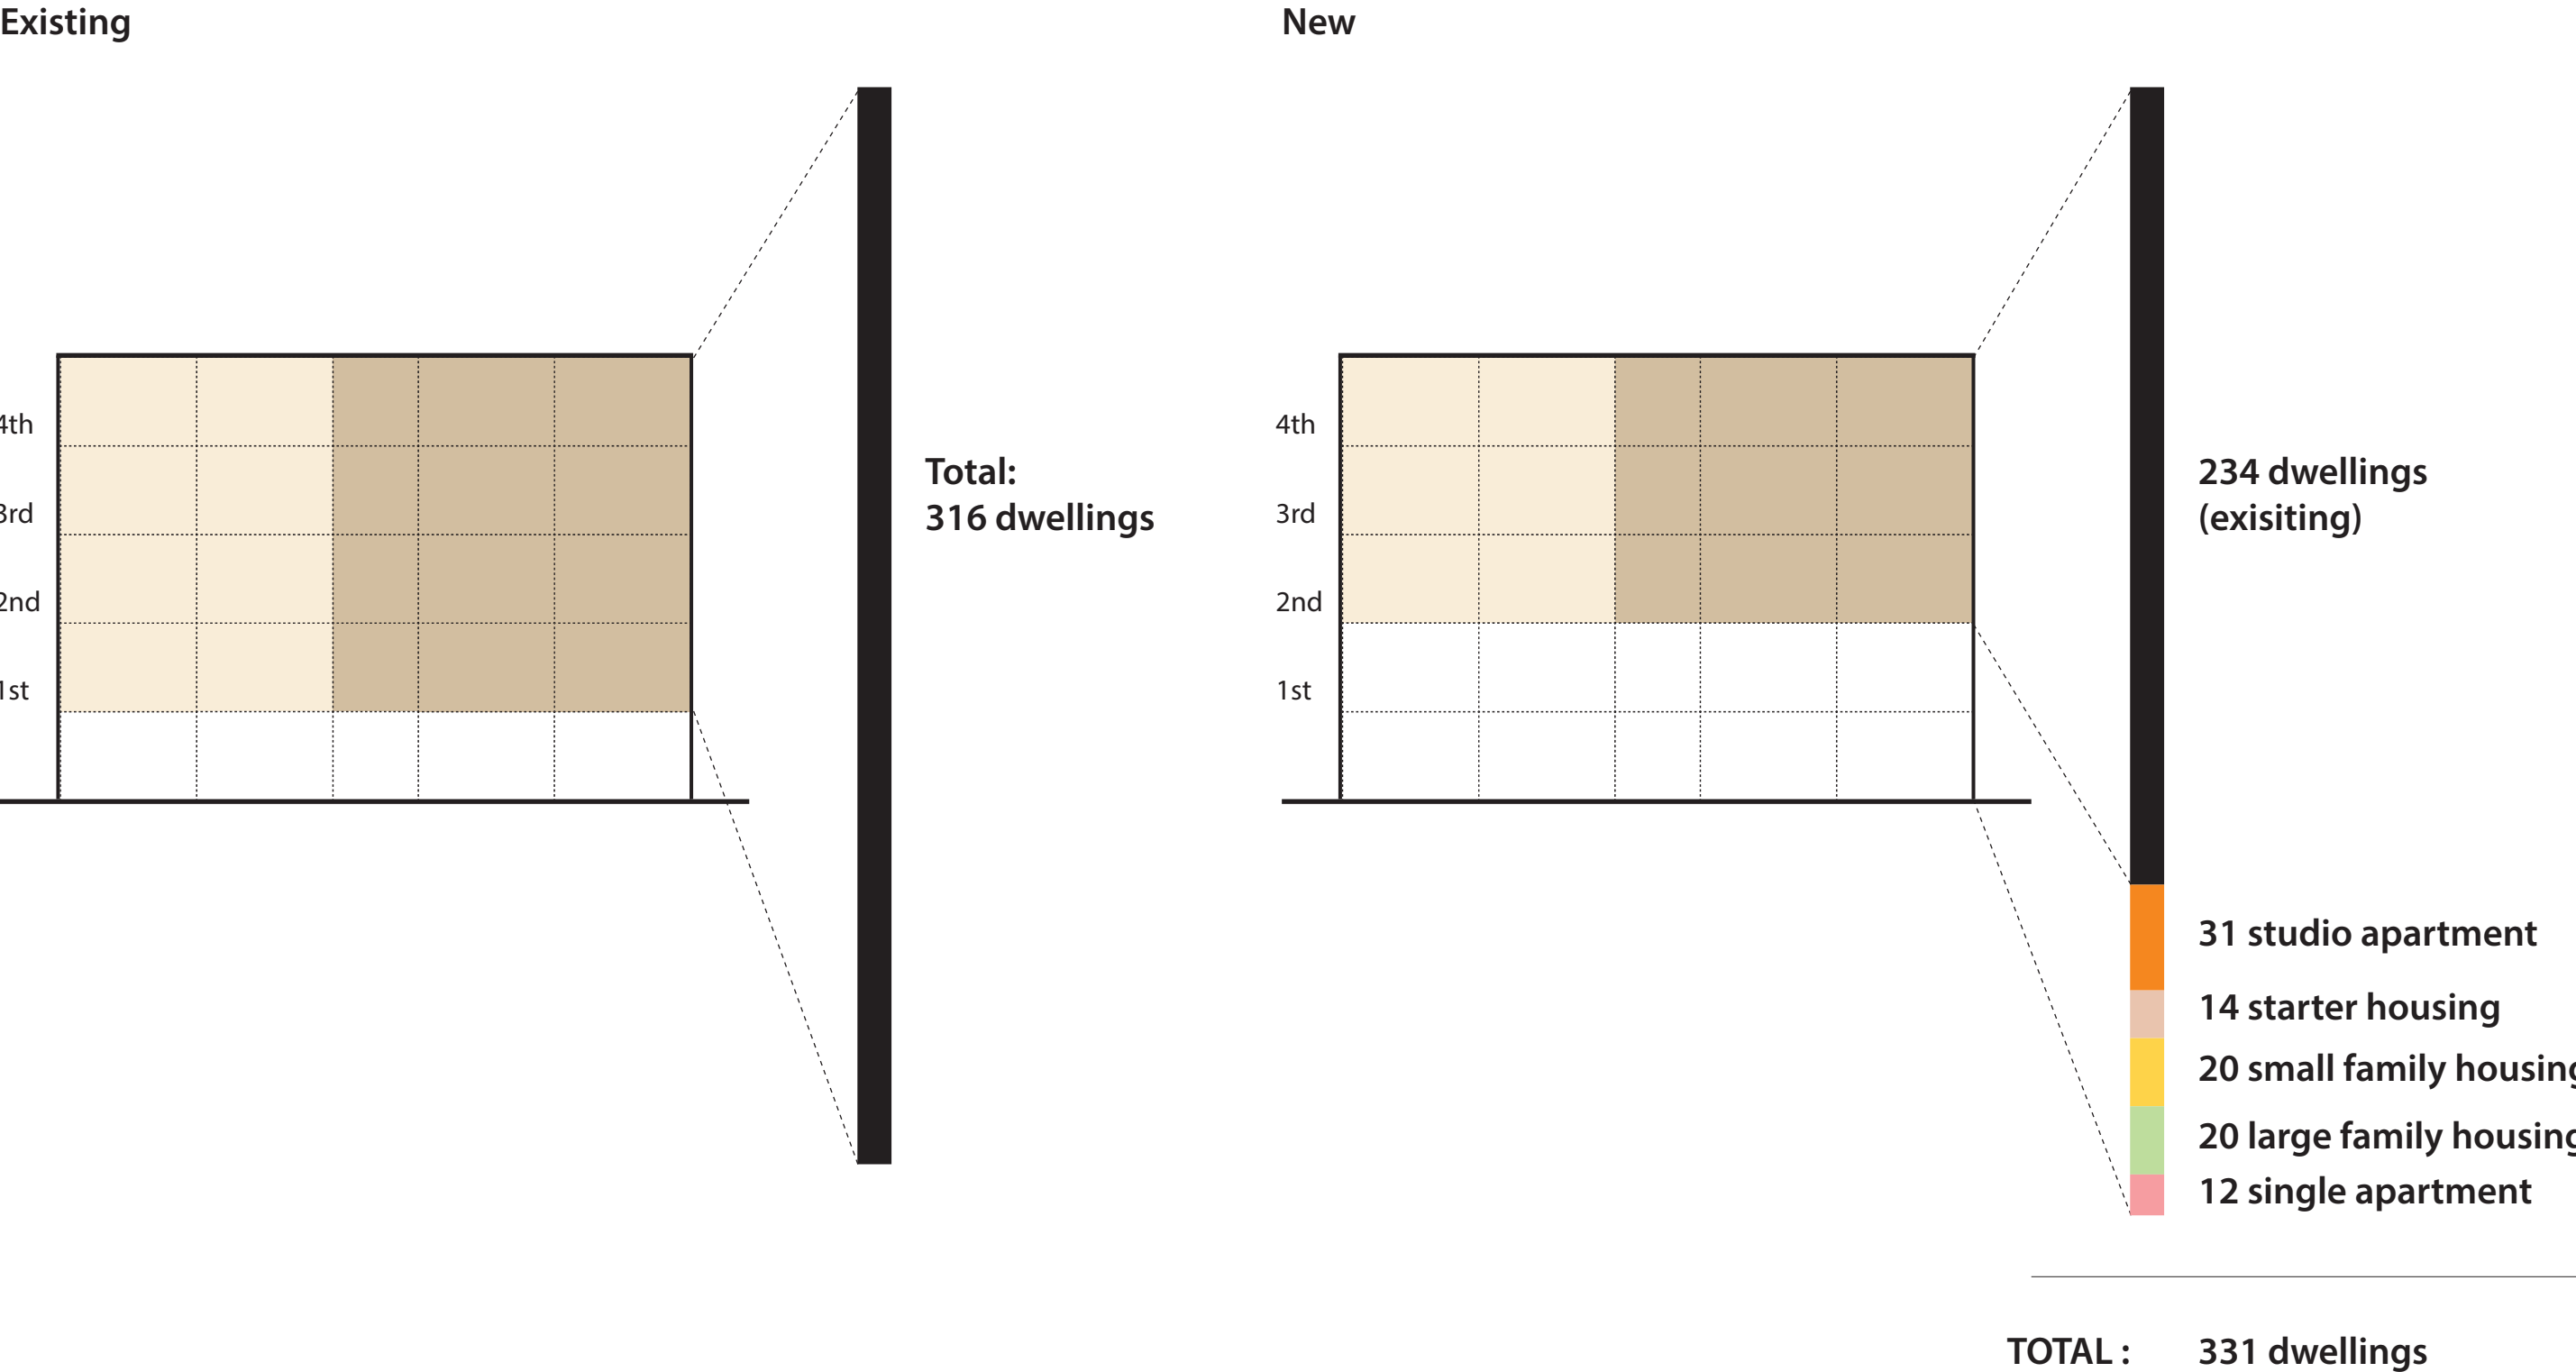 Existing
New
4th
3rd
2nd
1st
Total:
316 dwellings
4th
3rd
2nd
1st
234 dwellings
(exisiting)
31 studio apartment
14 starter housing
20 small family housing
20 large family housing
12 single apartment
TOTAL : 331 dwellings